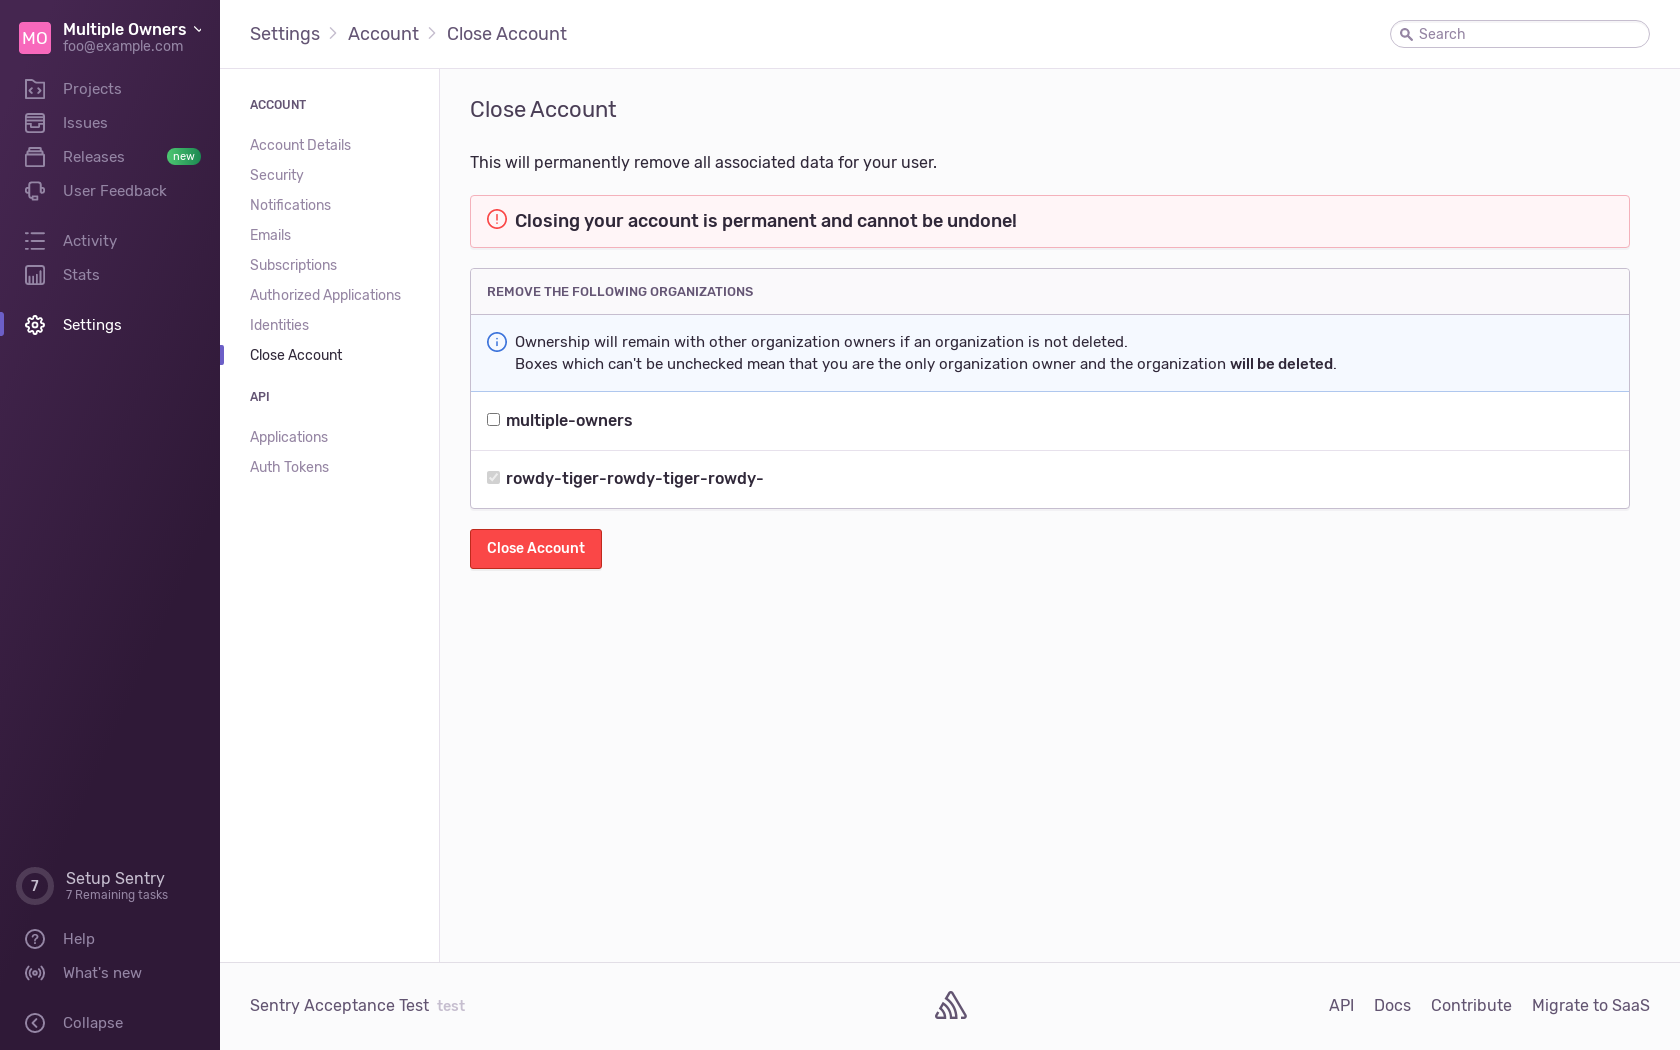 MO
Multiple Owners
foo@example.com
Projects
Issues
Releases new
User Feedback
Activity
Stats
Settings
7
Setup Sentry
7 Remaining tasks
Help
What's new
Collapse
Settings Account Close Account
Search
ACCOUNT
Account Details
Security
Notifications
Emails
Subscriptions
Authorized Applications
Identities
Close Account
API
Applications
Auth Tokens
Close Account
This will permanently remove all associated data for your user.
Closing your account is permanent and cannot be undone!
REMOVE THE FOLLOWING ORGANIZATIONS
Ownership will remain with other organization owners if an organization is not deleted.
Boxes which can't be unchecked mean that you are the only organization owner and the organization will be deleted.
multiple-owners
rowdy-tiger-rowdy-tiger-rowdy-
Close Account
Sentry Acceptance Test test
API Docs Contribute Migrate to SaaS